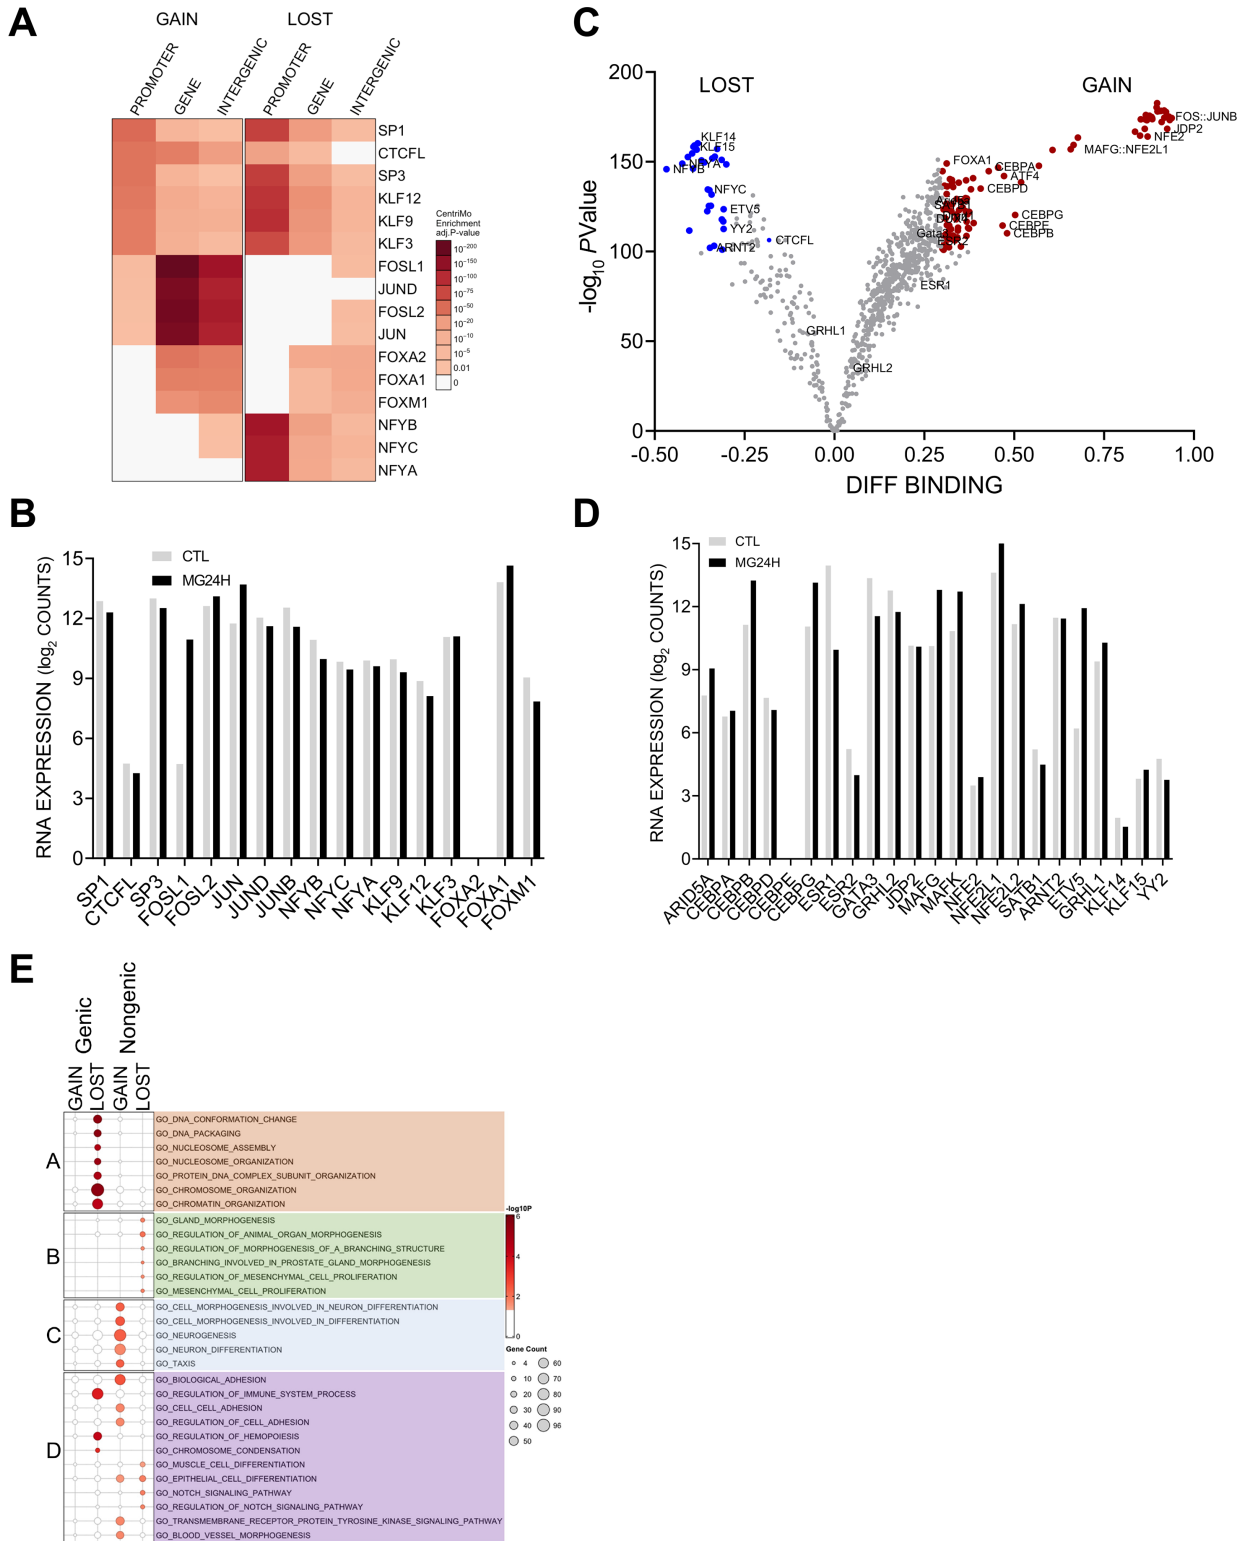 A
GAIN LOST
PROMOTER GENE INTERGENIC PROMOTER GENE INTERGENIC
SP1
CTCFL
SP3
KLF12
KLF9
KLF3
FOSL1
JUND
FOSL2
JUN
FOXA2
FOXA1
FOXM1
NFYB
NFYC
NFYA
CentriMo
Enrichment
adj.P-value
10^-200
10^-150
10^-100
10^-75
10^-50
10^-20
10^-10
10^-5
0.01
0
C
LOST GAIN
-log10 PValue
200
150
100
50
0
-0.50 -0.25 0.00 0.25 0.50 0.75 1.00
DIFF BINDING
KLF14
KLF15
NFYA
NFYB
NFYC
ETV5
YY2
CTCFL
ARNT2
GRHL1
GRHL2
ESR1
FOS::JUNB
JDP2
NFE2
MAFG::NFE2L1
FOXA1
CEBPA
ATF4
CEBPD
CEBPG
CEBPE
CEBPB
ESR2
B
RNA EXPRESSION (log2 COUNTS)
CTL
MG24H
15
12
9
6
3
0
SP1 CTCFL SP3 FOSL1 FOSL2 JUN JUND JUNB NFYB NFYC NFYA KLF9 KLF12 KLF3 FOXA2 FOXA1 FOXM1
D
RNA EXPRESSION (log2 COUNTS)
CTL
MG24H
15
12
9
6
3
0
ARID5A CEBPA CEBPB CEBPD CEBPE CEBPG ESR1 ESR2 GATA3 GRHL2 JDP2 MAFG MAFK NFE2 NFE2L1 NFE2L2 SATB1 ARNT2 ETV5 GRHL1 KLF14 KLF15 YY2
E
Genic Nongenic
GAIN LOST GAIN LOST
A
GO_DNA_CONFORMATION_CHANGE
GO_DNA_PACKAGING
GO_NUCLEOSOME_ASSEMBLY
GO_NUCLEOSOME_ORGANIZATION
GO_PROTEIN_DNA_COMPLEX_SUBUNIT_ORGANIZATION
GO_CHROMOSOME_ORGANIZATION
GO_CHROMATIN_ORGANIZATION
B
GO_GLAND_MORPHOGENESIS
GO_REGULATION_OF_ANIMAL_ORGAN_MORPHOGENESIS
GO_REGULATION_OF_MORPHOGENESIS_OF_A_BRANCHING_STRUCTURE
GO_BRANCHING_INVOLVED_IN_PROSTATE_GLAND_MORPHOGENESIS
GO_REGULATION_OF_MESENCHYMAL_CELL_PROLIFERATION
GO_MESENCHYMAL_CELL_PROLIFERATION
C
GO_CELL_MORPHOGENESIS_INVOLVED_IN_NEURON_DIFFERENTIATION
GO_CELL_MORPHOGENESIS_INVOLVED_IN_DIFFERENTIATION
GO_NEUROGENESIS
GO_NEURON_DIFFERENTIATION
GO_TAXIS
D
GO_BIOLOGICAL_ADHESION
GO_REGULATION_OF_IMMUNE_SYSTEM_PROCESS
GO_CELL_CELL_ADHESION
GO_REGULATION_OF_CELL_ADHESION
GO_REGULATION_OF_HEMOPOIESIS
GO_CHROMOSOME_CONDENSATION
GO_MUSCLE_CELL_DIFFERENTIATION
GO_EPITHELIAL_CELL_DIFFERENTIATION
GO_NOTCH_SIGNALING_PATHWAY
GO_REGULATION_OF_NOTCH_SIGNALING_PATHWAY
GO_TRANSMEMBRANE_RECEPTOR_PROTEIN_TYROSINE_KINASE_SIGNALING_PATHWAY
GO_BLOOD_VESSEL_MORPHOGENESIS
-log10P
6
4
2
0
Gene Count
4 60
10 70
20 80
30 90
40 96
50